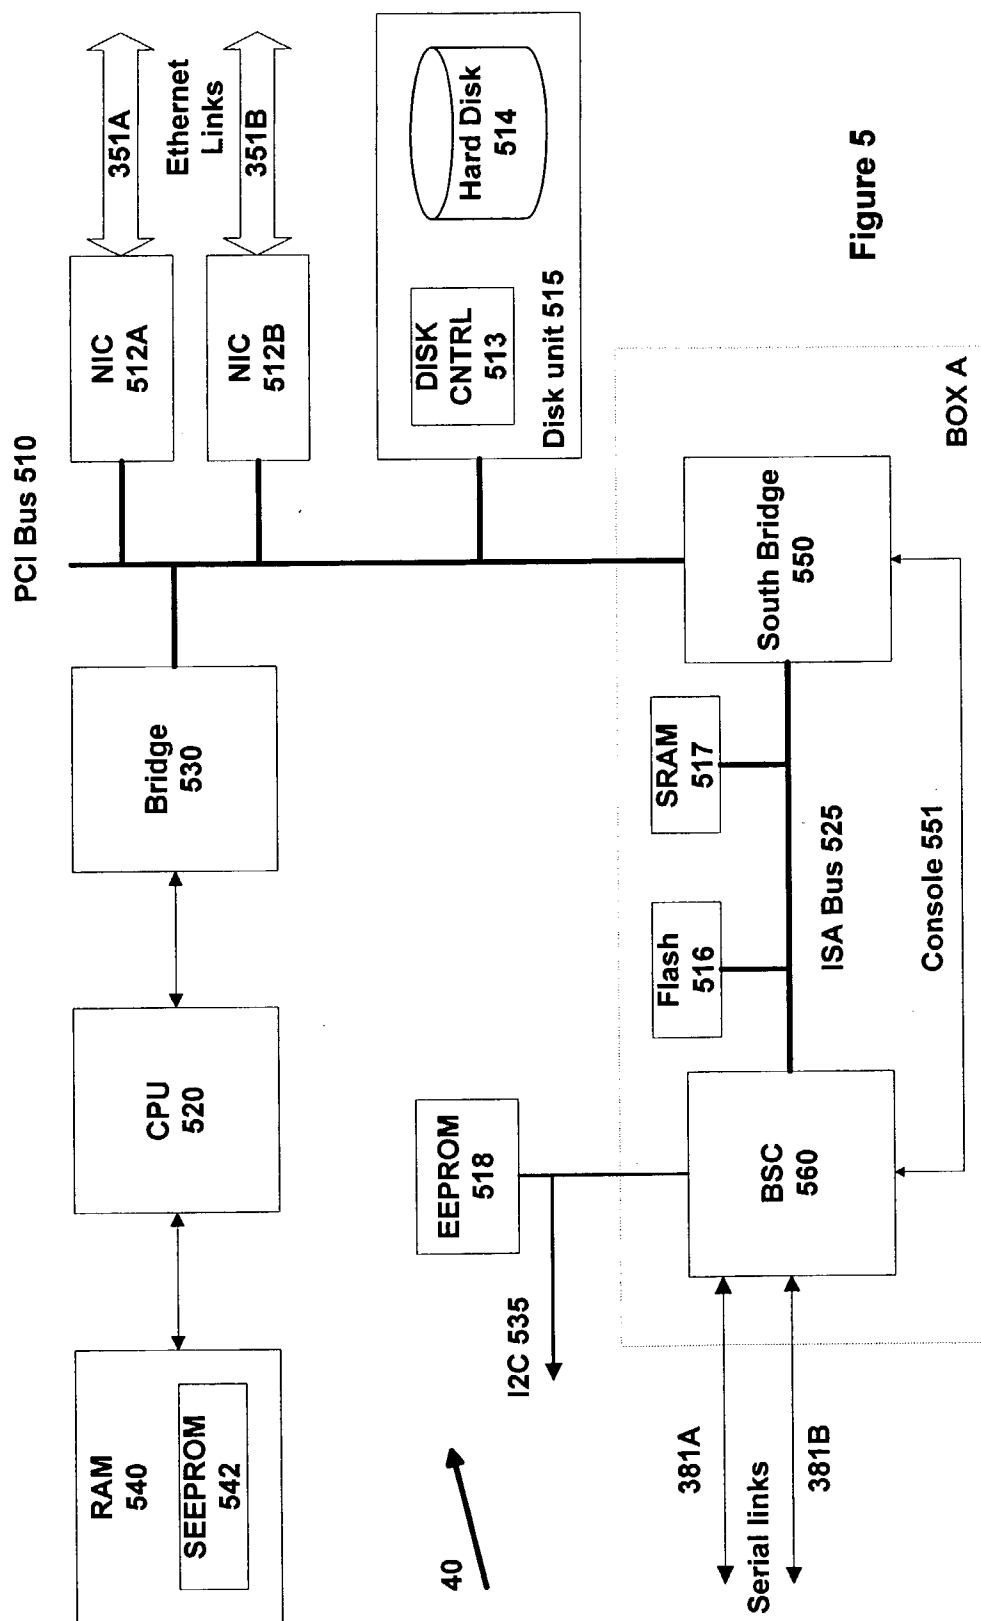 RAM
540
SEEPROM
542
CPU
520
Bridge
530
PCI Bus 510
NIC
512A
351A
Ethernet
Links
NIC
512B
351B
DISK
CNTRL
513
Hard Disk
514
Disk unit 515
40
I2C 535
EEPROM
518
Flash
516
SRAM
517
381A
Serial links
381B
BSC
560
ISA Bus 525
South Bridge
550
Console 551
BOX A
Figure 5